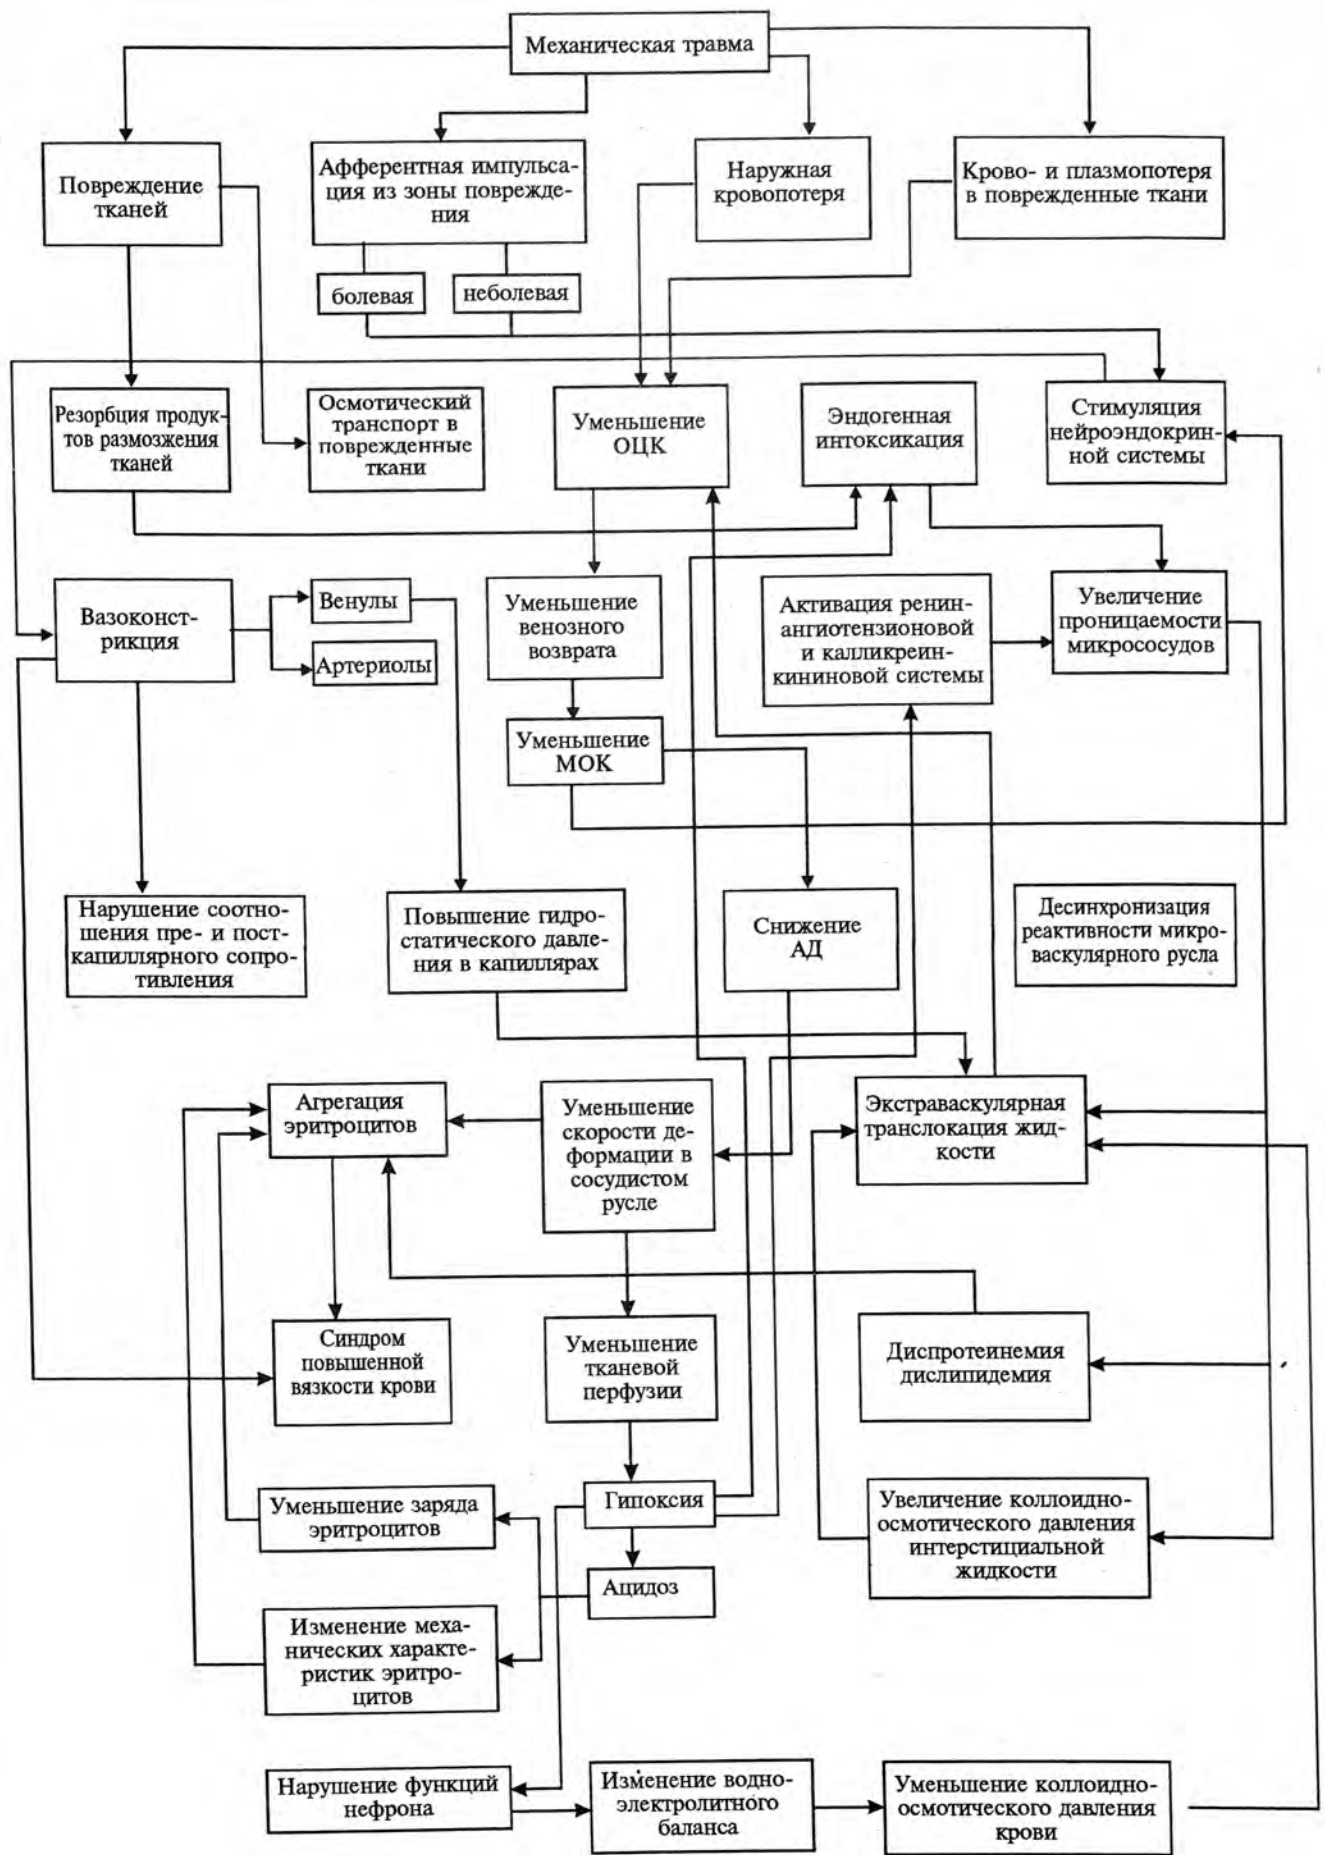 Механическая травма
Повреждение
тканей
Афферентная импульса-
ция из зоны поврежде-
ния
Наружная
кровопотеря
Крово- и плазмопотеря
в поврежденные ткани
болевая
неболевая
Резорбция продук-
тов размозжения
тканей
Осмотический
транспорт в
поврежденные
ткани
Уменьшение
ОЦК
Эндогенная
интоксикация
Стимуляция
нейроэндокрин-
ной системы
Вазоконст-
рикция
Венулы
Артериолы
Уменьшение
венозного
возврата
Активация ренин-
ангиотензионовой
и калликреин-
кининовой системы
Увеличение
проницаемости
микрососудов
Уменьшение
МОК
Нарушение соотно-
шения пре- и пост-
капиллярного сопро-
тивления
Повышение гидро-
статического давле-
ния в капиллярах
Снижение
АД
Десинхронизация
реактивности микро-
васкулярного русла
Агрегация
эритроцитов
Уменьшение
скорости де-
формации в
сосудистом
русле
Экстраваскулярная
транслокация жид-
кости
Синдром
повышенной
вязкости крови
Уменьшение
тканевой
перфузии
Диспротеинемия
дислипидемия
Уменьшение заряда
эритроцитов
Гипоксия
Увеличение коллоидно-
осмотического давления
интерстициальной
жидкости
Ацидоз
Изменение меха-
нических характе-
ристик эритро-
цитов
Нарушение функций
нефрона
Изменение водно-
электролитного
баланса
Уменьшение коллоидно-
осмотического давления
крови